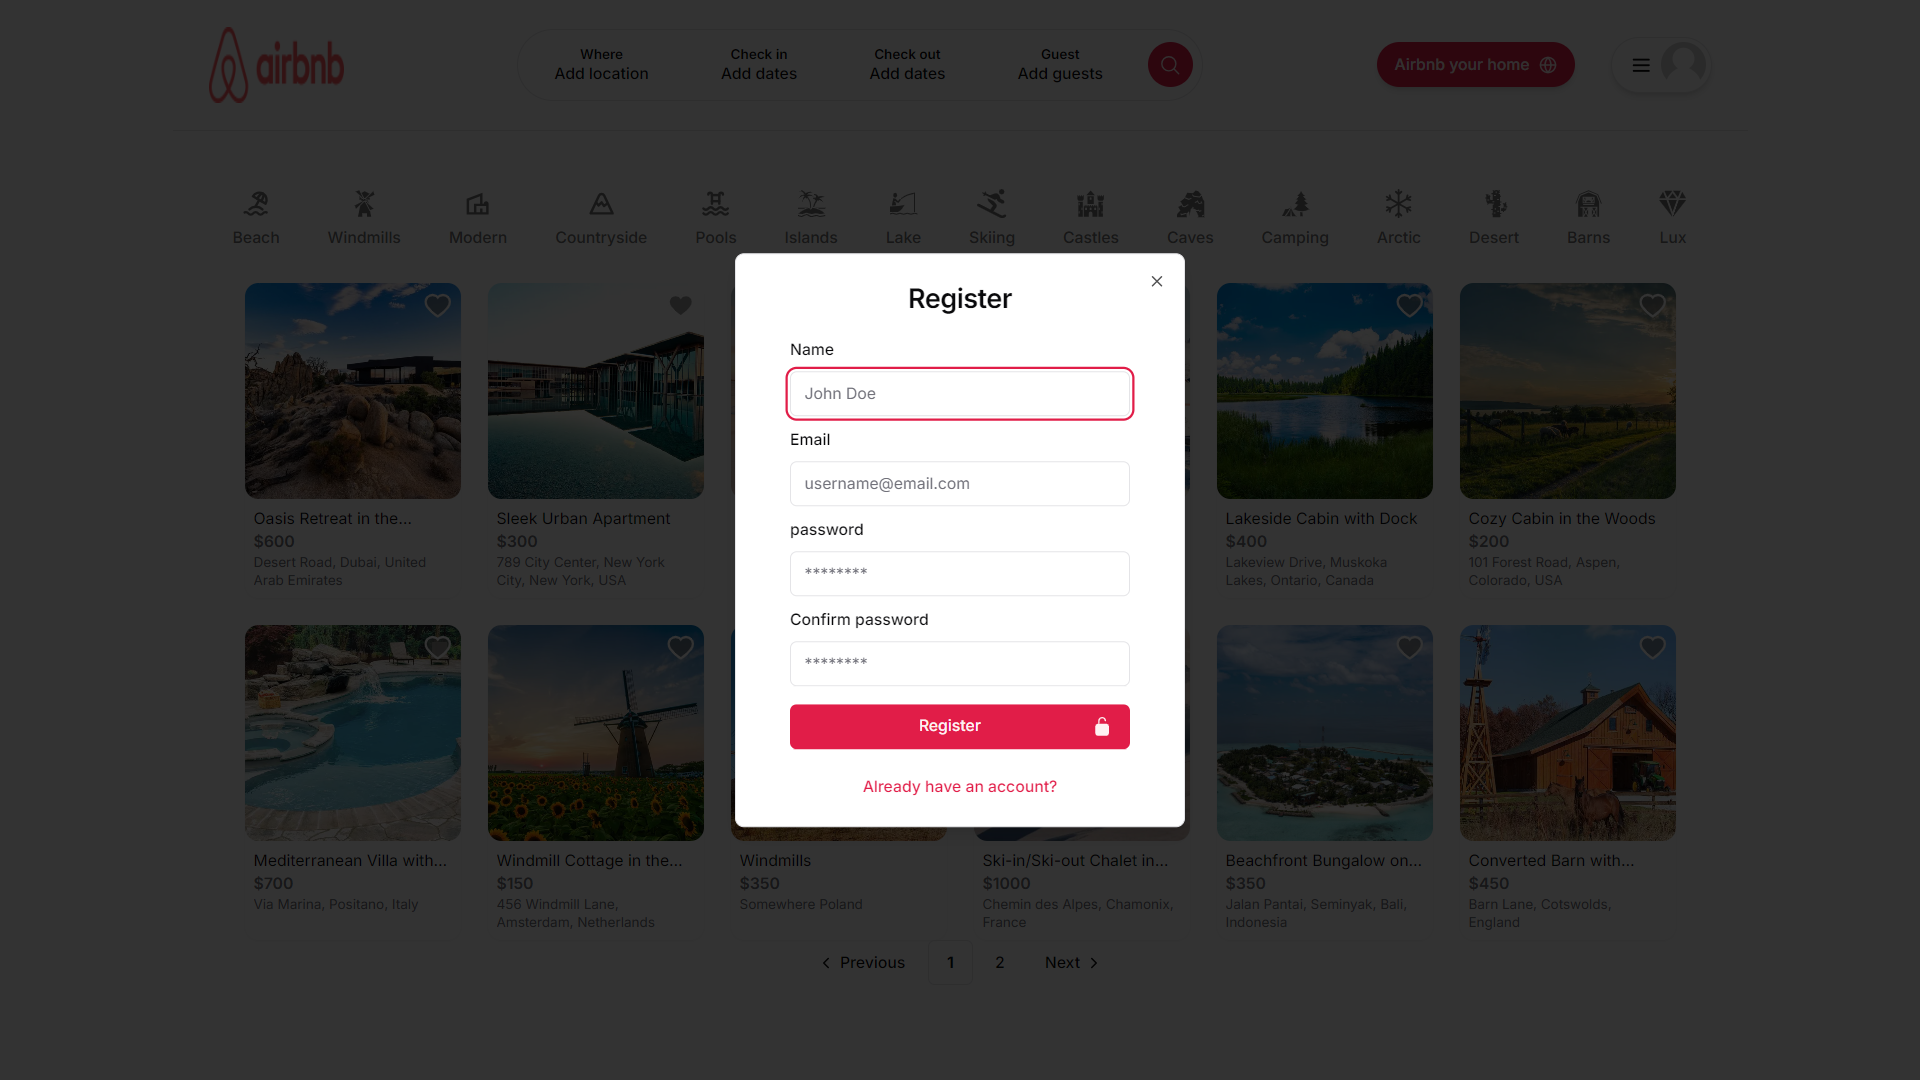 airbnb
Where
Add location
Check in
Add dates
Check out
Add dates
Guest
Add guests
Airbnb your home
Beach
Windmills
Modern
Countryside
Pools
Islands
Lake
Skiing
Castles
Caves
Camping
Arctic
Desert
Barns
Lux
Register
Name
John Doe
Email
username@email.com
password
********
Confirm password
********
Register
Already have an account?
Oasis Retreat in the...
$600
Desert Road, Dubai, United
Arab Emirates
Sleek Urban Apartment
$300
789 City Center, New York
City, New York, USA
Lakeside Cabin with Dock
$400
Lakeview Drive, Muskoka
Lakes, Ontario, Canada
Cozy Cabin in the Woods
$200
101 Forest Road, Aspen,
Colorado, USA
Mediterranean Villa with...
$700
Via Marina, Positano, Italy
Windmill Cottage in the...
$150
456 Windmill Lane,
Amsterdam, Netherlands
Windmills
$350
Somewhere Poland
Ski-in/Ski-out Chalet in...
$1000
Chemin des Alpes, Chamonix,
France
Beachfront Bungalow on...
$350
Jalan Pantai, Seminyak, Bali,
Indonesia
Converted Barn with...
$450
Barn Lane, Cotswolds,
England
Previous
1
2
Next